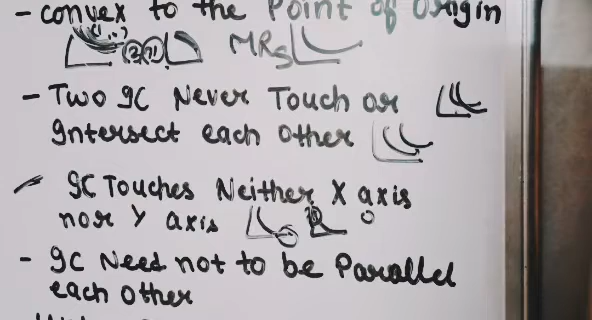 - convex to the Point of Origin
MRS
- Two IC Never Touch or
Intersect each other
- IC Touches Neither X axis
nor Y axis
- IC Need not to be Parallel
each other